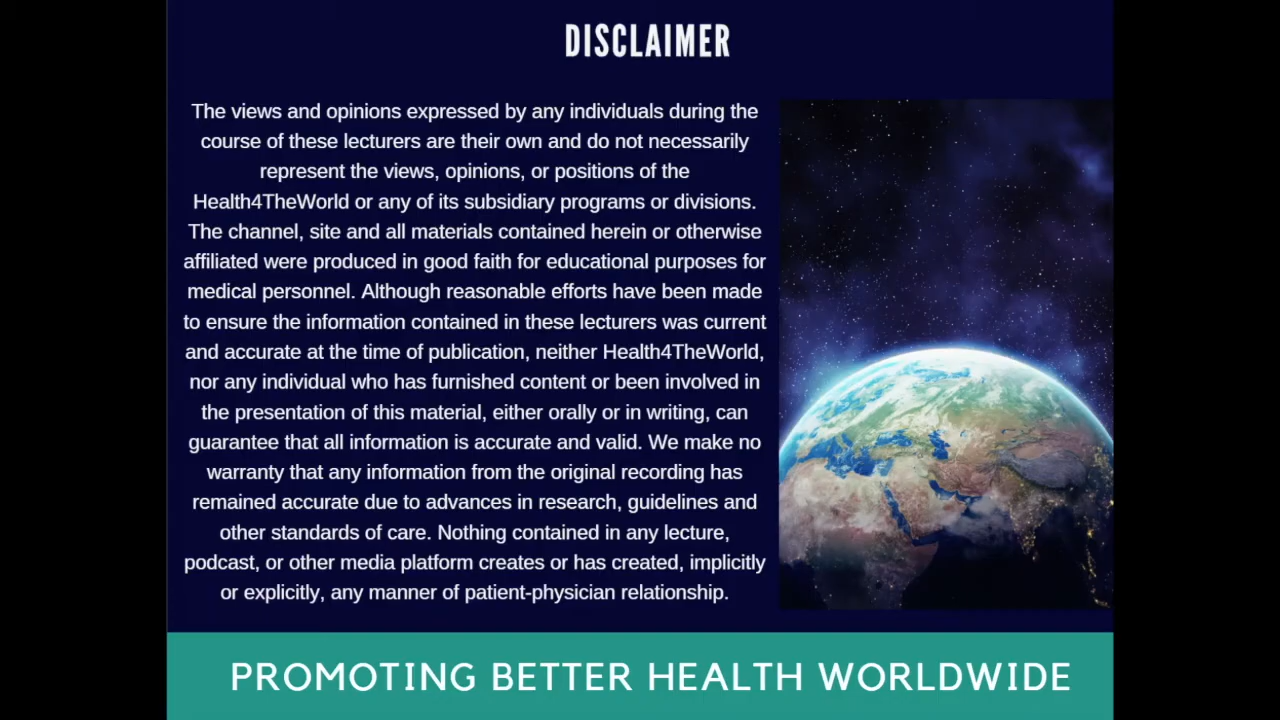 DISCLAIMER
The views and opinions expressed by any individuals during the
course of these lecturers are their own and do not necessarily
represent the views, opinions, or positions of the
Health4TheWorld or any of its subsidiary programs or divisions.
The channel, site and all materials contained herein or otherwise
affiliated were produced in good faith for educational purposes for
medical personnel. Although reasonable efforts have been made
to ensure the information contained in these lecturers was current
and accurate at the time of publication, neither Health4TheWorld,
nor any individual who has furnished content or been involved in
the presentation of this material, either orally or in writing, can
guarantee that all information is accurate and valid. We make no
warranty that any information from the original recording has
remained accurate due to advances in research, guidelines and
other standards of care. Nothing contained in any lecture,
podcast, or other media platform creates or has created, implicitly
or explicitly, any manner of patient-physician relationship.
PROMOTING BETTER HEALTH WORLDWIDE